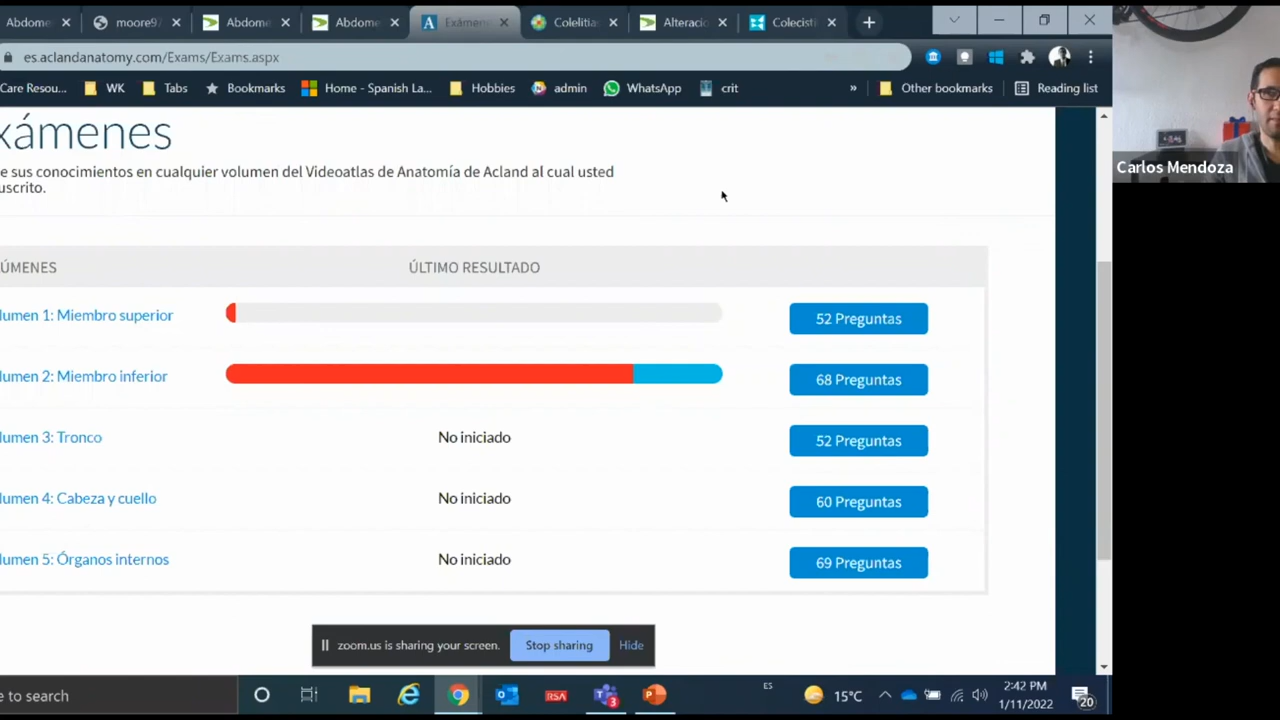 Abdome
moore97
Abdome
Abdome
Exámene
Colelitias
Alteracio
Colecisti
es.aclandanatomy.com/Exams/Exams.aspx
Care Resou...
WK
Tabs
Bookmarks
Home - Spanish La...
Hobbies
admin
WhatsApp
crit
»
Other bookmarks
Reading list
xámenes
e sus conocimientos en cualquier volumen del Videoatlas de Anatomía de Acland al cual usted
uscrito.
ÚMENES
ÚLTIMO RESULTADO
lumen 1: Miembro superior
52 Preguntas
lumen 2: Miembro inferior
68 Preguntas
lumen 3: Tronco
No iniciado
52 Preguntas
lumen 4: Cabeza y cuello
No iniciado
60 Preguntas
lumen 5: Órganos internos
No iniciado
69 Preguntas
zoom.us is sharing your screen.
Stop sharing
Hide
Carlos Mendoza
e to search
RSA
3
ES
15°C
2:42 PM
1/11/2022
20